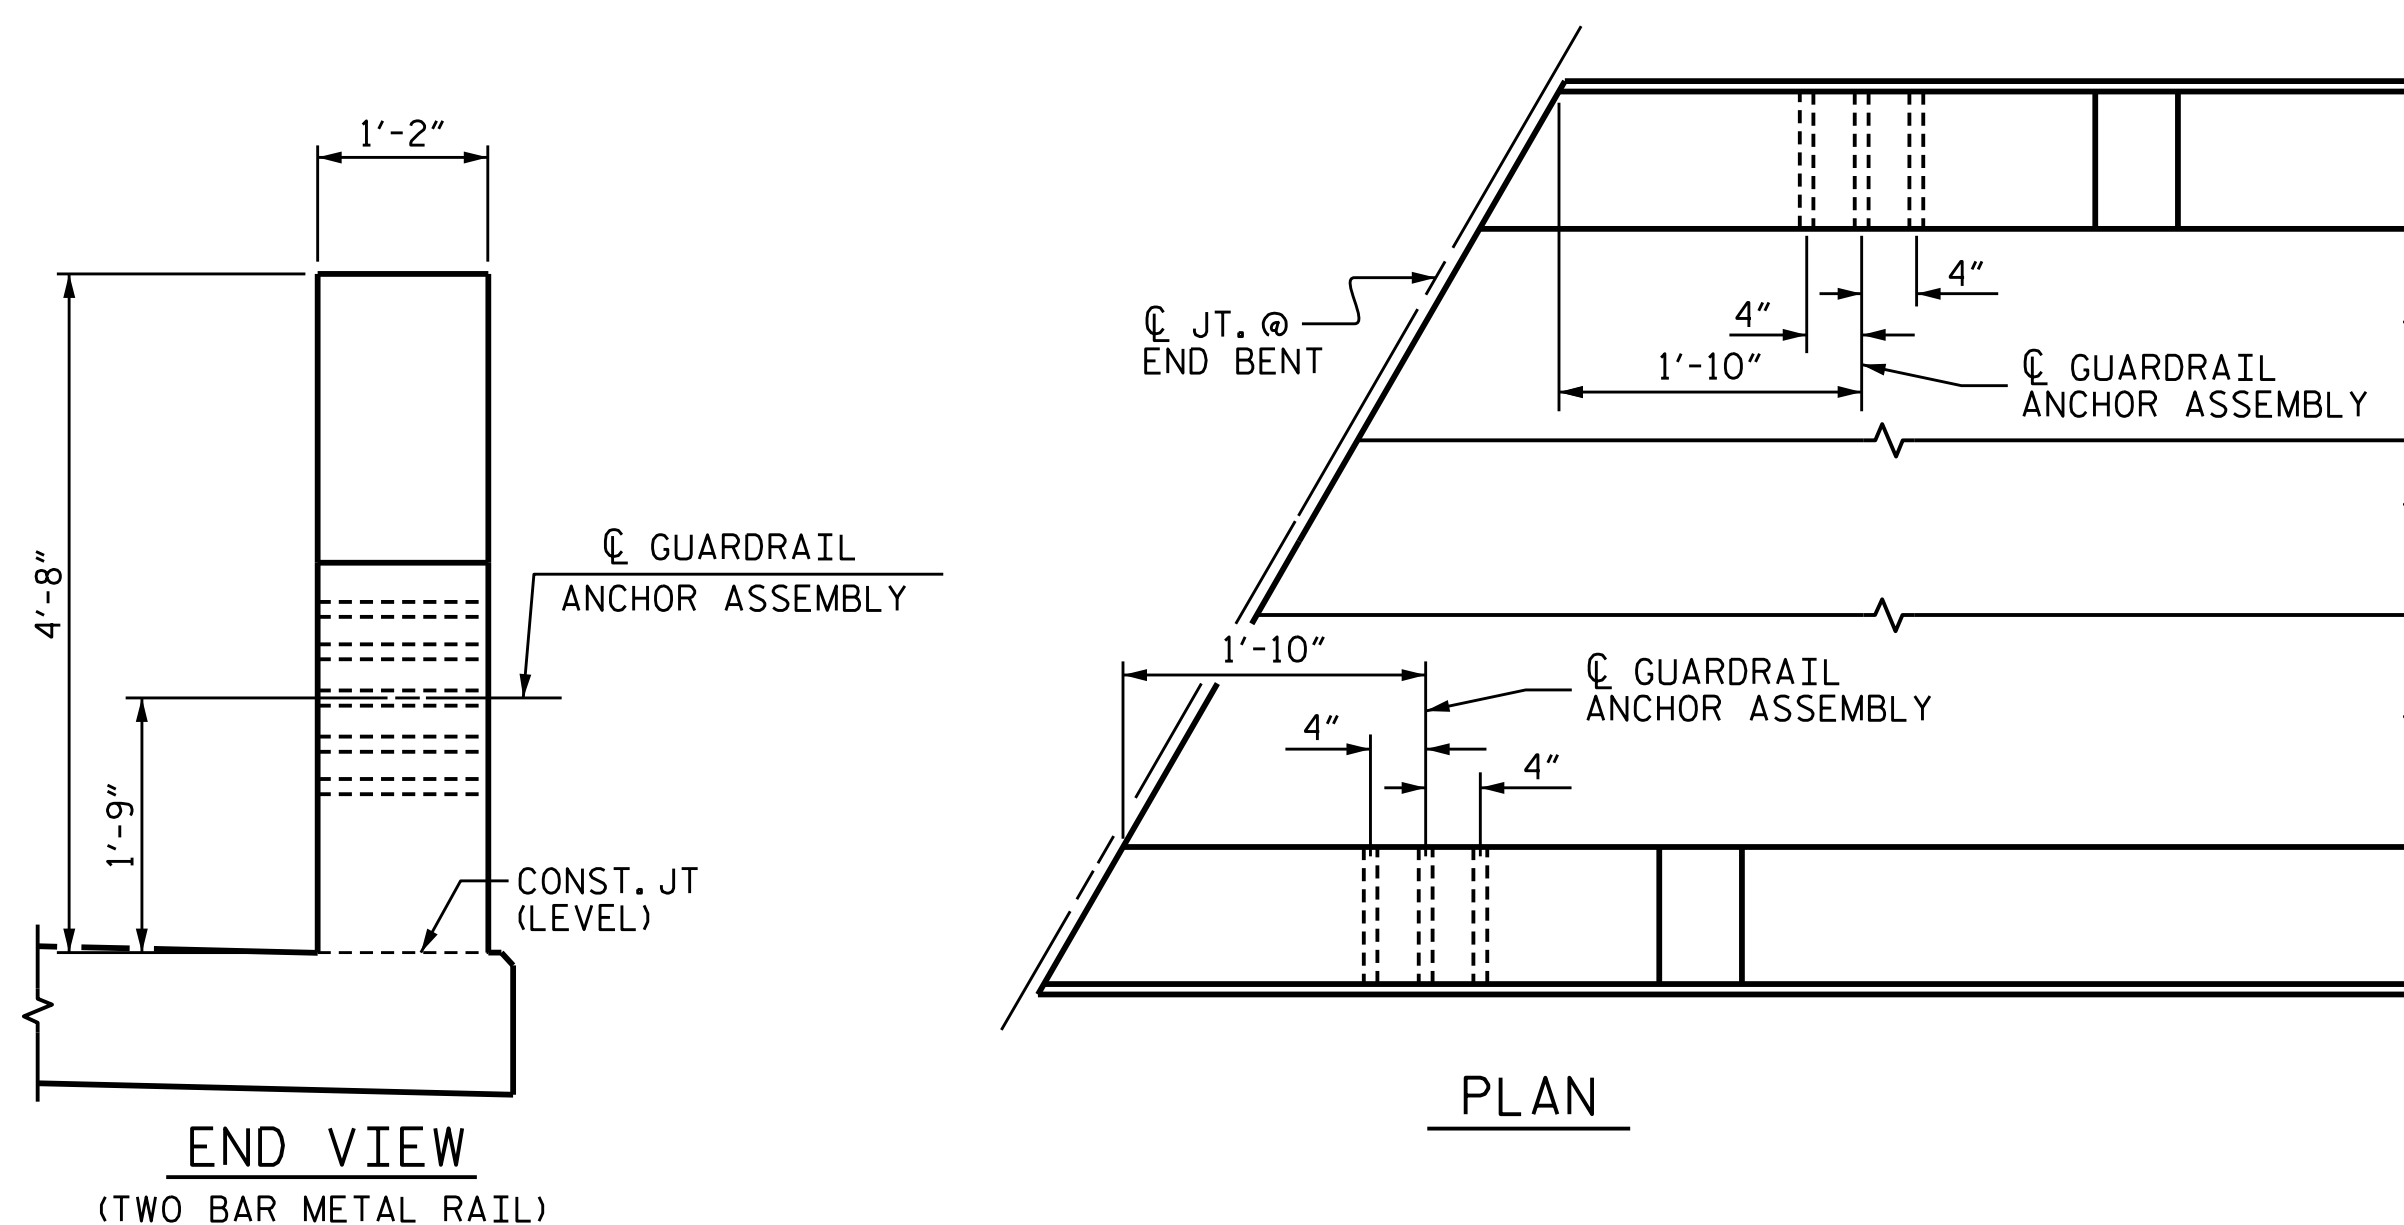 1'-2"
4'-8"
℄ GUARDRAIL
ANCHOR ASSEMBLY
1'-9"
CONST. JT
(LEVEL)
END VIEW
(TWO BAR METAL RAIL)
℄ JT. @
END BENT
4"
4"
1'-10"
℄ GUARDRAIL
ANCHOR ASSEMBLY
1'-10"
℄ GUARDRAIL
ANCHOR ASSEMBLY
4"
4"
PLAN